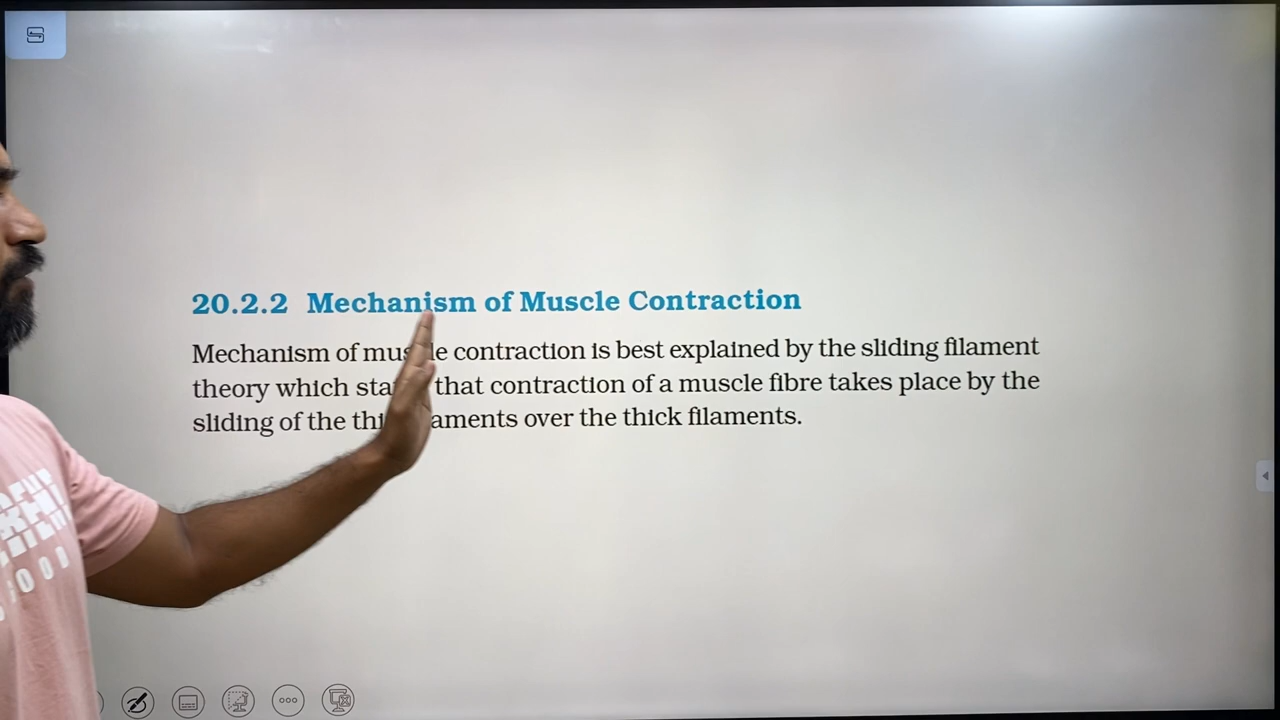 20.2.2 Mechanism of Muscle Contraction
Mechanism of muscle contraction is best explained by the sliding filament
theory which that contraction of a muscle fibre takes place by the
sliding of the over the thick filaments.